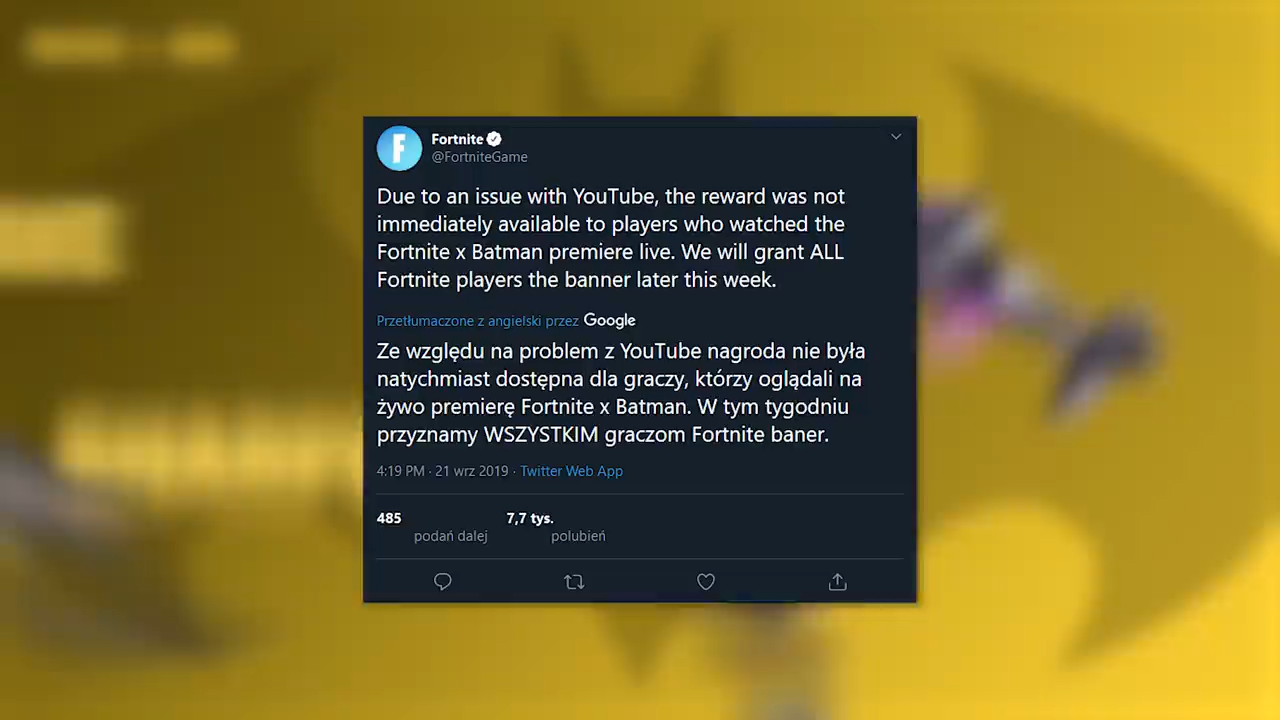 Fortnite
@FortniteGame
Due to an issue with YouTube, the reward was not
immediately available to players who watched the
Fortnite x Batman premiere live. We will grant ALL
Fortnite players the banner later this week.
Przetłumaczone z angielski przez Google
Ze względu na problem z YouTube nagroda nie była
natychmiast dostępna dla graczy, którzy oglądali na
żywo premierę Fortnite x Batman. W tym tygodniu
przyznamy WSZYSTKIM graczom Fortnite baner.
4:19 PM · 21 wrz 2019 · Twitter Web App
485 7,7 tys.
podań dalej polubień